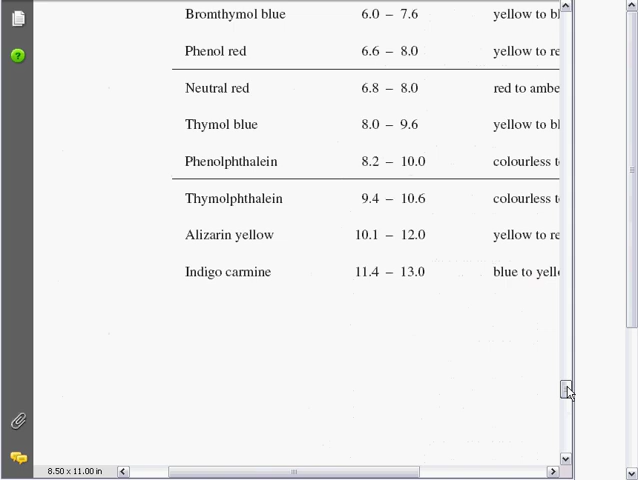 Bromthymol blue 6.0 – 7.6 yellow to bl
Phenol red 6.6 – 8.0 yellow to re
Neutral red 6.8 – 8.0 red to ambe
Thymol blue 8.0 – 9.6 yellow to bl
Phenolphthalein 8.2 – 10.0 colourless t
Thymolphthalein 9.4 – 10.6 colourless t
Alizarin yellow 10.1 – 12.0 yellow to re
Indigo carmine 11.4 – 13.0 blue to yell
8.50 x 11.00 in